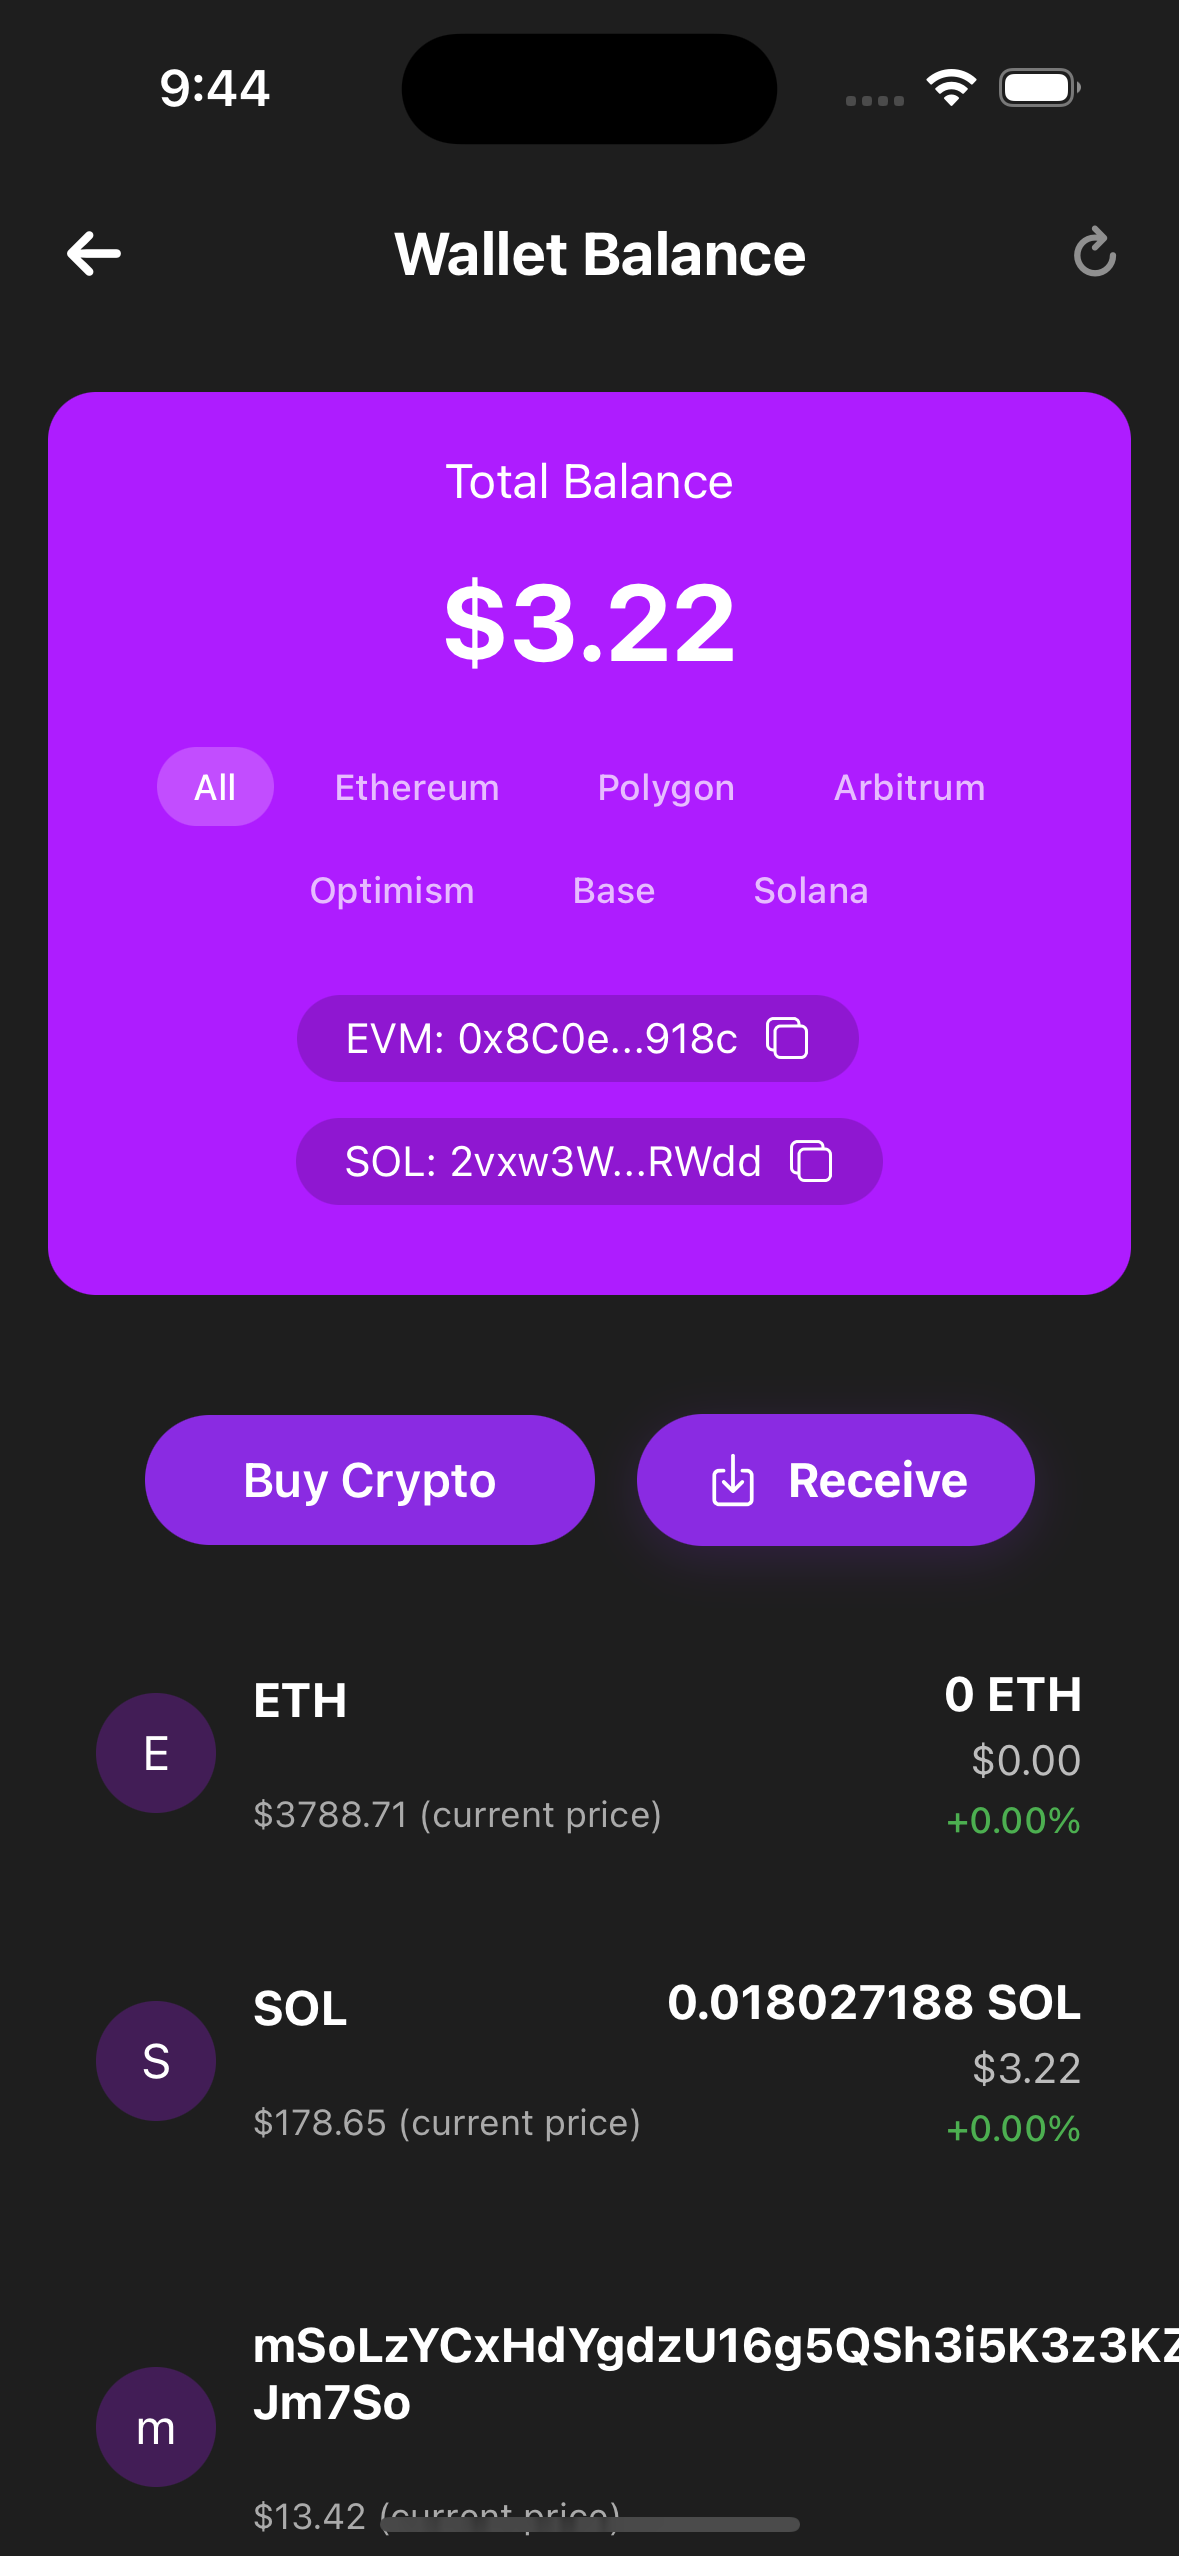 9:44
Wallet Balance
Total Balance
$3.22
All Ethereum Polygon Arbitrum
Optimism Base Solana
EVM: 0x8C0e...918c
SOL: 2vxw3W...RWdd
Buy Crypto Receive
E
ETH
0 ETH
$0.00
$3788.71 (current price)
+0.00%
S
SOL
0.018027188 SOL
$3.22
$178.65 (current price)
+0.00%
m
mSoLzYCxHdYgdzU16g5QSh3i5K3z3KZ
Jm7So
$13.42 (current price)